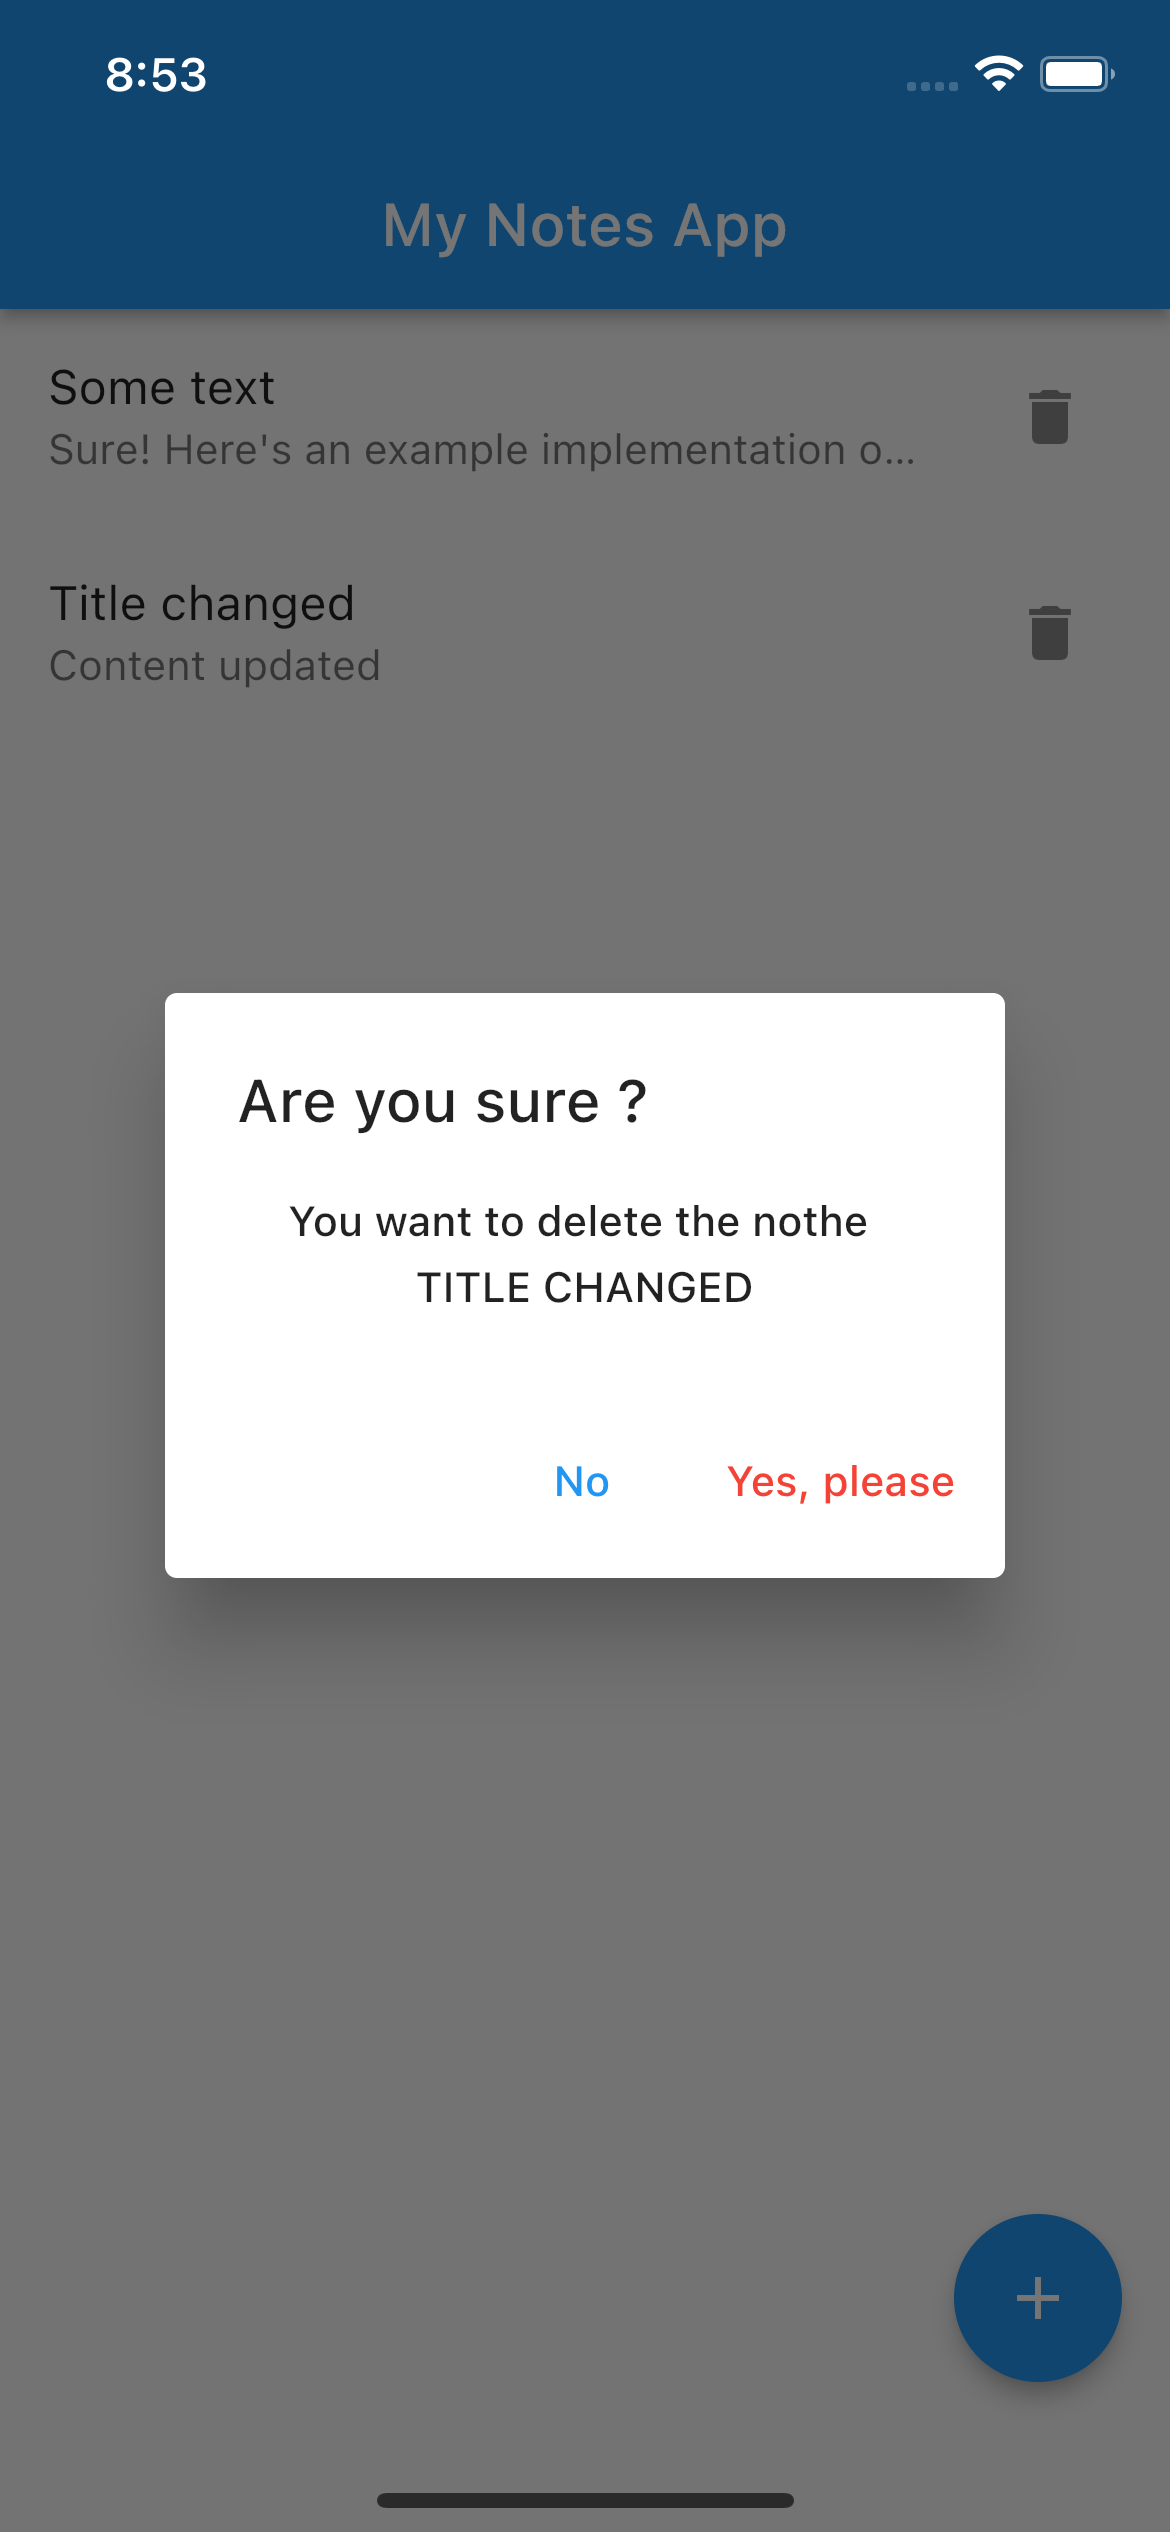 8:53
My Notes App
Some text
Sure! Here's an example implementation o...
Title changed
Content updated
Are you sure ?
You want to delete the nothe
TITLE CHANGED
No
Yes, please